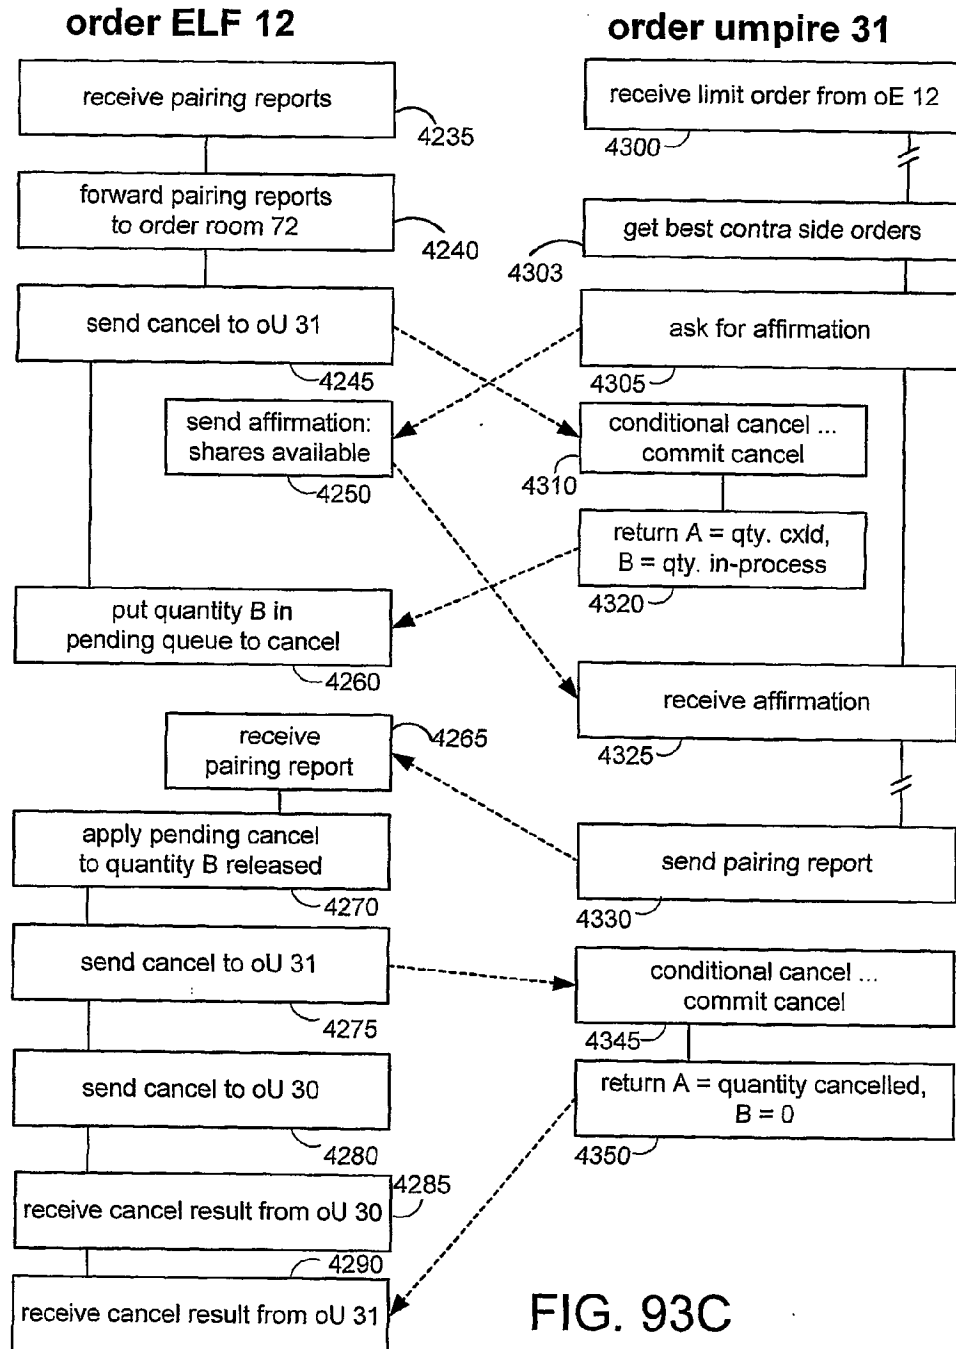 order ELF 12
order umpire 31
receive pairing reports
4235
receive limit order from oE 12
4300
forward pairing reports
to order room 72
4240
get best contra side orders
4303
send cancel to oU 31
4245
ask for affirmation
4305
send affirmation:
shares available
4250
conditional cancel ...
commit cancel
4310
return A = qty. cxld,
B = qty. in-process
4320
put quantity B in
pending queue to cancel
4260
receive affirmation
4325
receive
pairing report
4265
apply pending cancel
to quantity B released
4270
send pairing report
4330
send cancel to oU 31
4275
conditional cancel ...
commit cancel
4345
send cancel to oU 30
4280
return A = quantity cancelled,
B = 0
4350
4285
receive cancel result from oU 30
4290
receive cancel result from oU 31
FIG. 93C